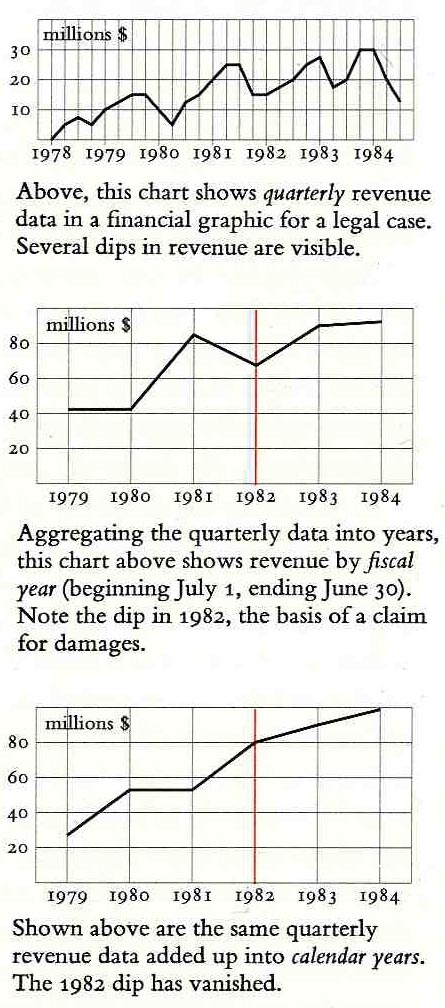 millions $
30
20
10
1978 1979 1980 1981 1982 1983 1984
Above, this chart shows quarterly revenue
data in a financial graphic for a legal case.
Several dips in revenue are visible.
millions $
80
60
40
20
1979 1980 1981 1982 1983 1984
Aggregating the quarterly data into years,
this chart above shows revenue by fiscal
year (beginning July 1, ending June 30).
Note the dip in 1982, the basis of a claim
for damages.
millions $
80
60
40
20
1979 1980 1981 1982 1983 1984
Shown above are the same quarterly
revenue data added up into calendar years.
The 1982 dip has vanished.